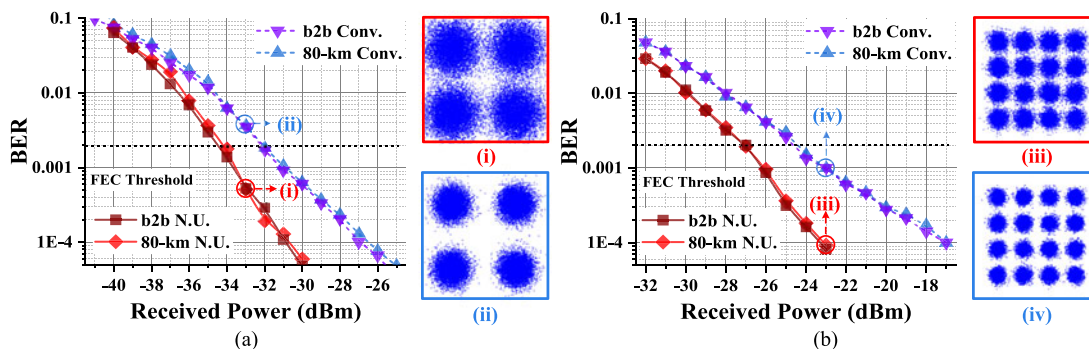 0.1
0.01
0.001
1E-4
BER
b2b Conv.
80-km Conv.
(ii)
(i)
FEC Threshold
b2b N.U.
80-km N.U.
-40 -38 -36 -34 -32 -30 -28 -26
Received Power (dBm)
(a)
(i)
(ii)
0.1
0.01
0.001
1E-4
BER
b2b Conv.
80-km Conv.
(iv)
(iii)
FEC Threshold
b2b N.U.
80-km N.U.
-32 -30 -28 -26 -24 -22 -20 -18
Received Power (dBm)
(b)
(iii)
(iv)